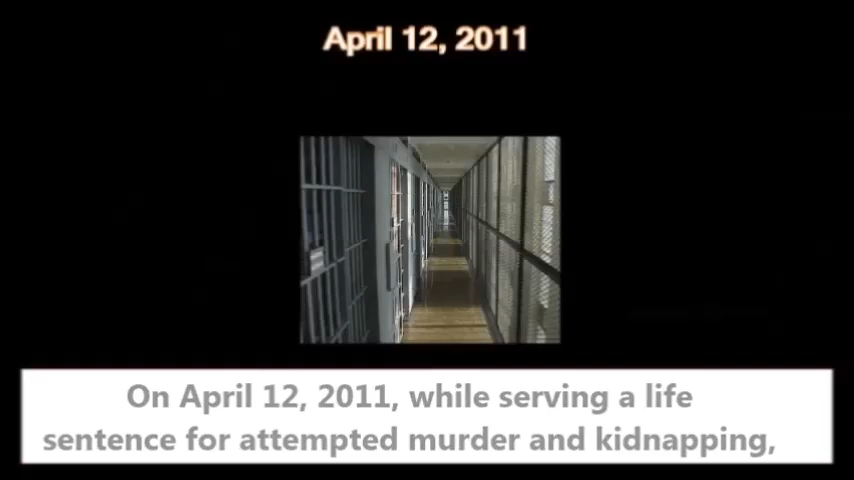 April 12, 2011
On April 12, 2011, while serving a life
sentence for attempted murder and kidnapping,